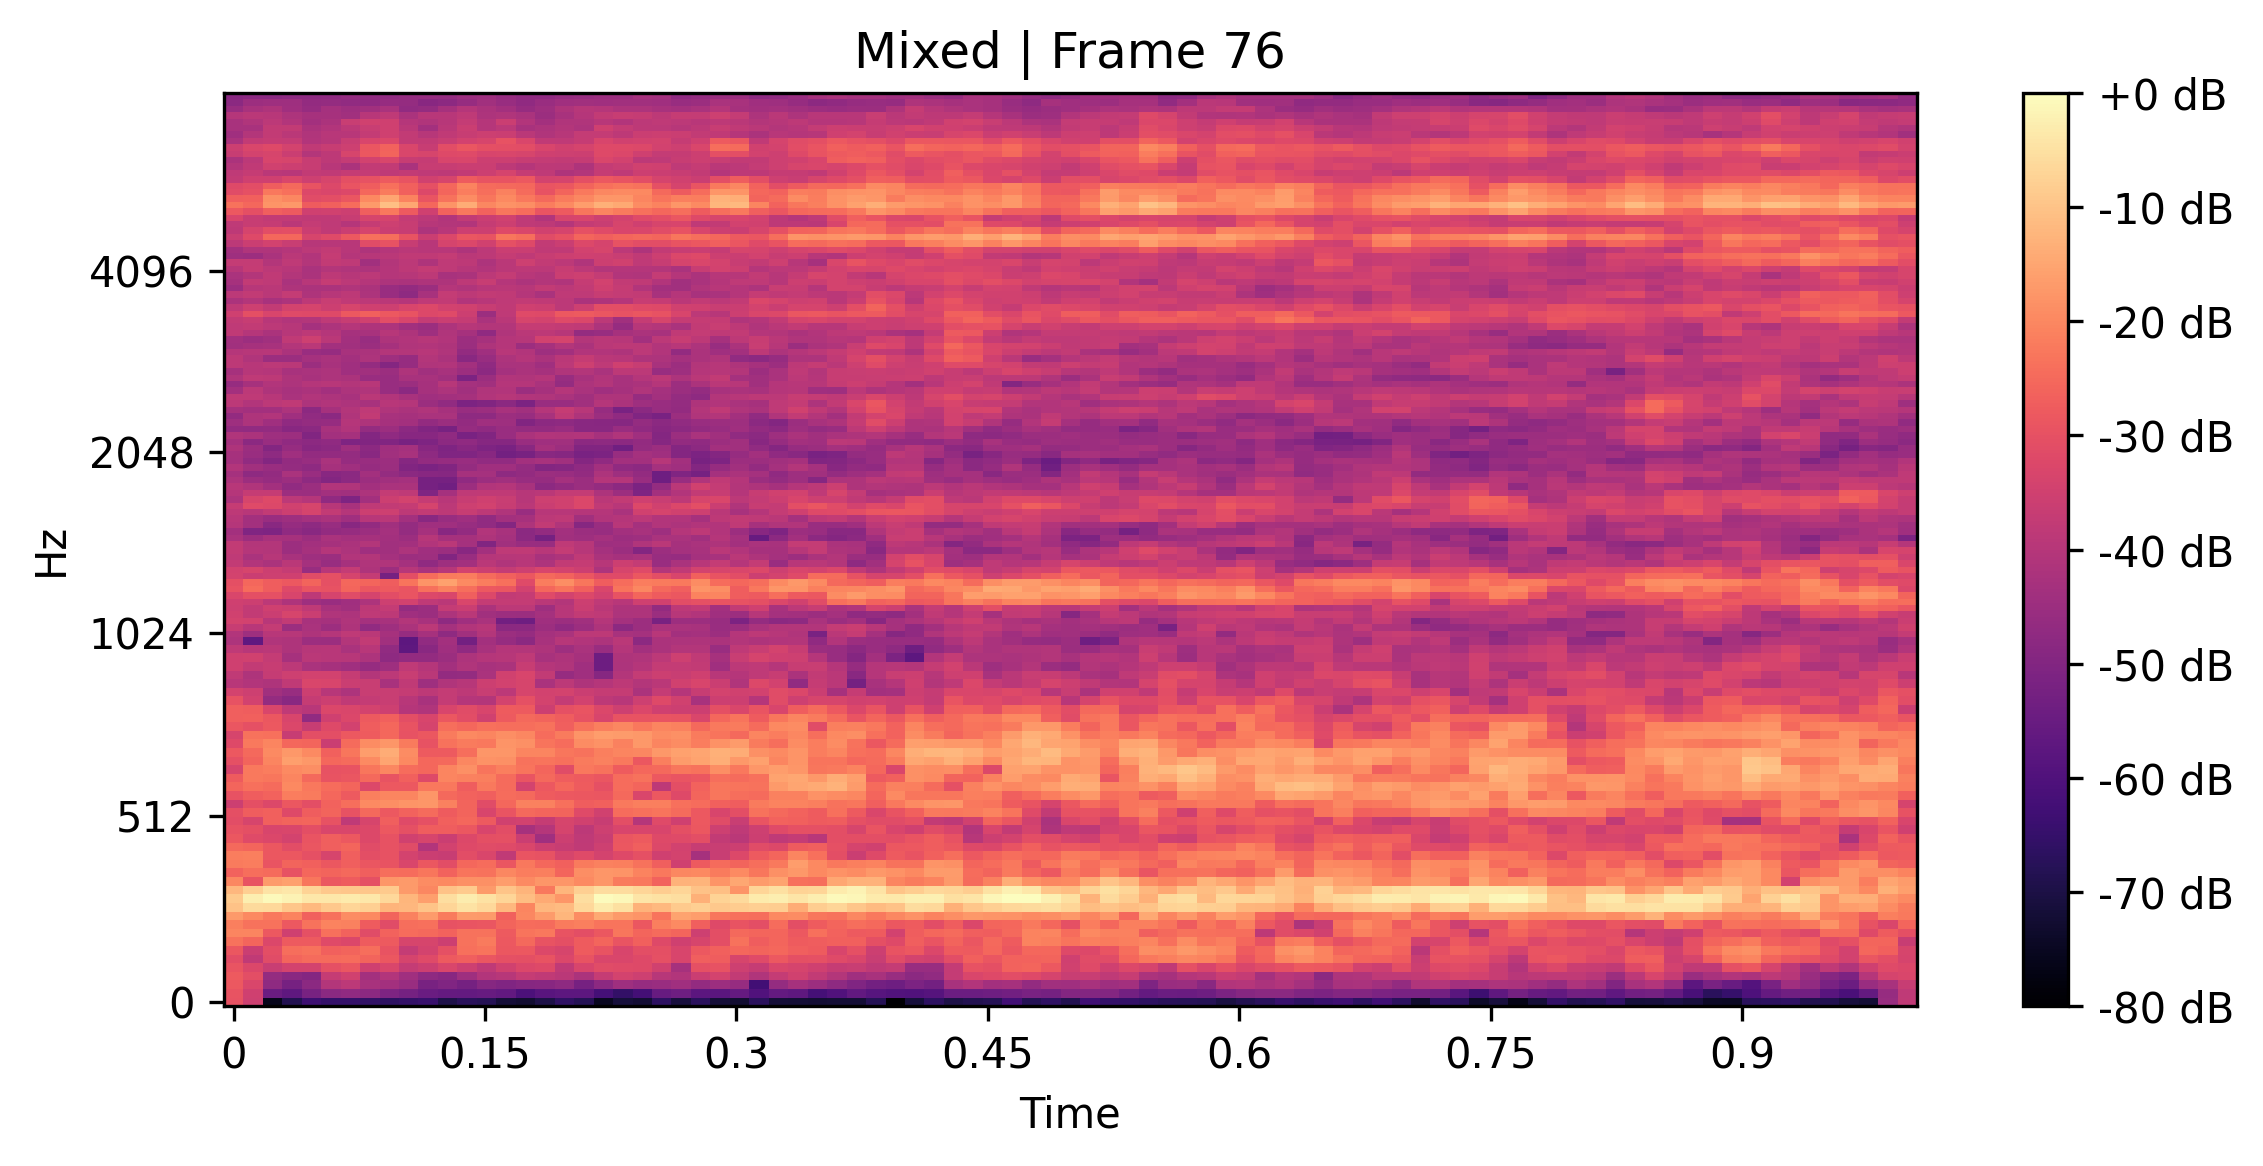 Mixed | Frame 76
+0 dB
-10 dB
-20 dB
-30 dB
-40 dB
-50 dB
-60 dB
-70 dB
-80 dB
4096
2048
1024
512
0
Hz
0 0.15 0.3 0.45 0.6 0.75 0.9
Time